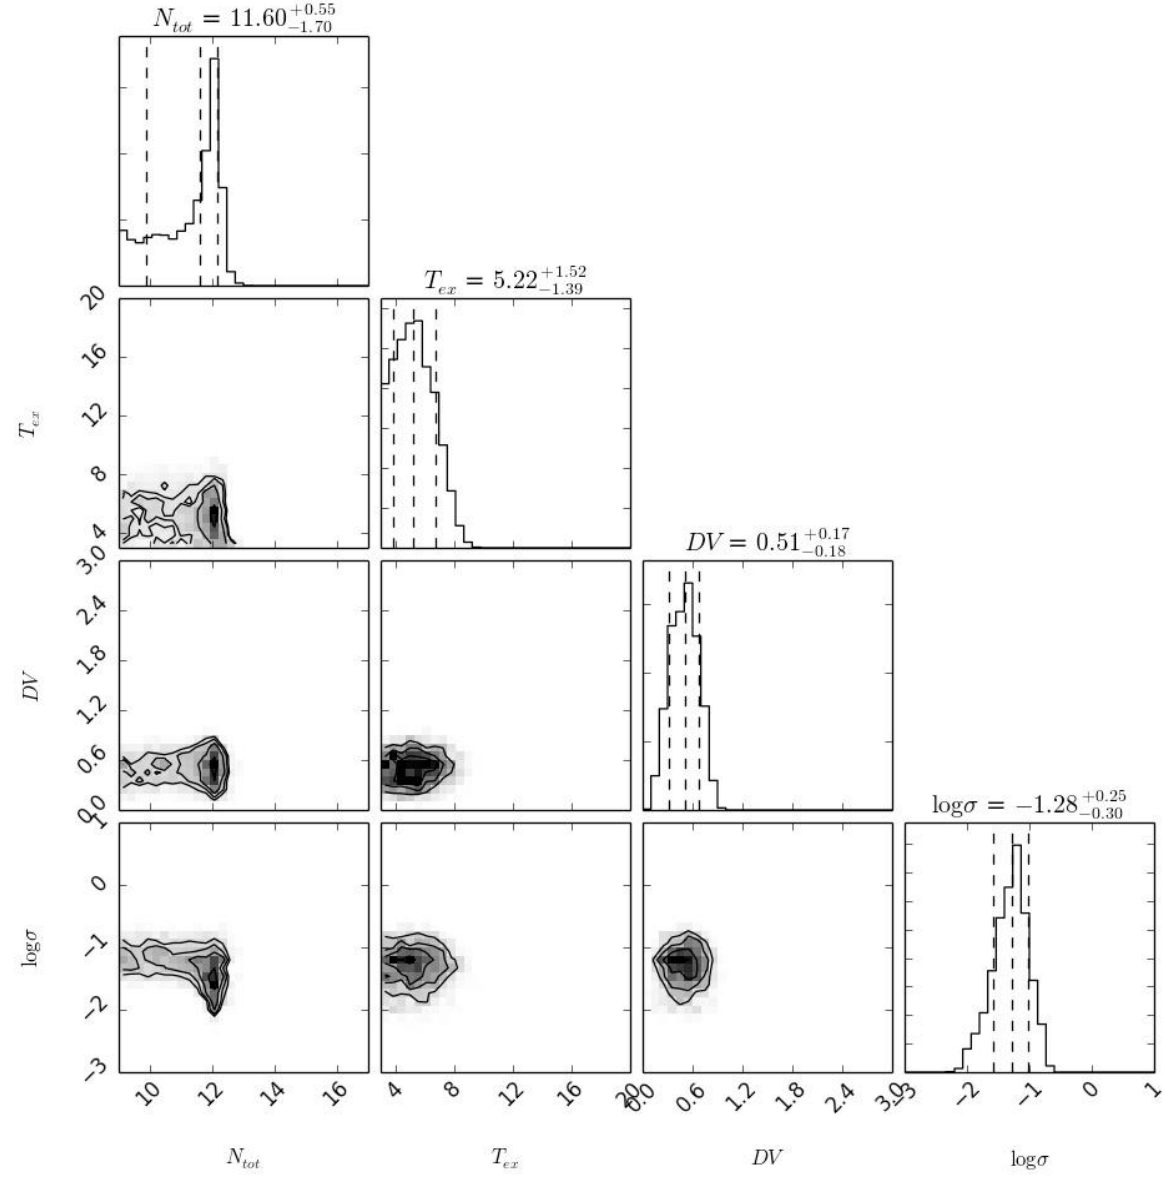 N_tot = 11.60 +0.55 −1.70
T_ex = 5.22 +1.52 −1.39
20
16
12
8
4
T_ex
DV = 0.51 +0.17 −0.18
3.0
2.4
1.8
1.2
0.6
0.0
DV
logσ = −1.28 +0.25 −0.30
1
0
−1
−2
−3
logσ
10 12 14 16
4 8 12 16 20
0.0 0.6 1.2 1.8 2.4 3.0
−3 −2 −1 0 1
N_tot T_ex DV logσ